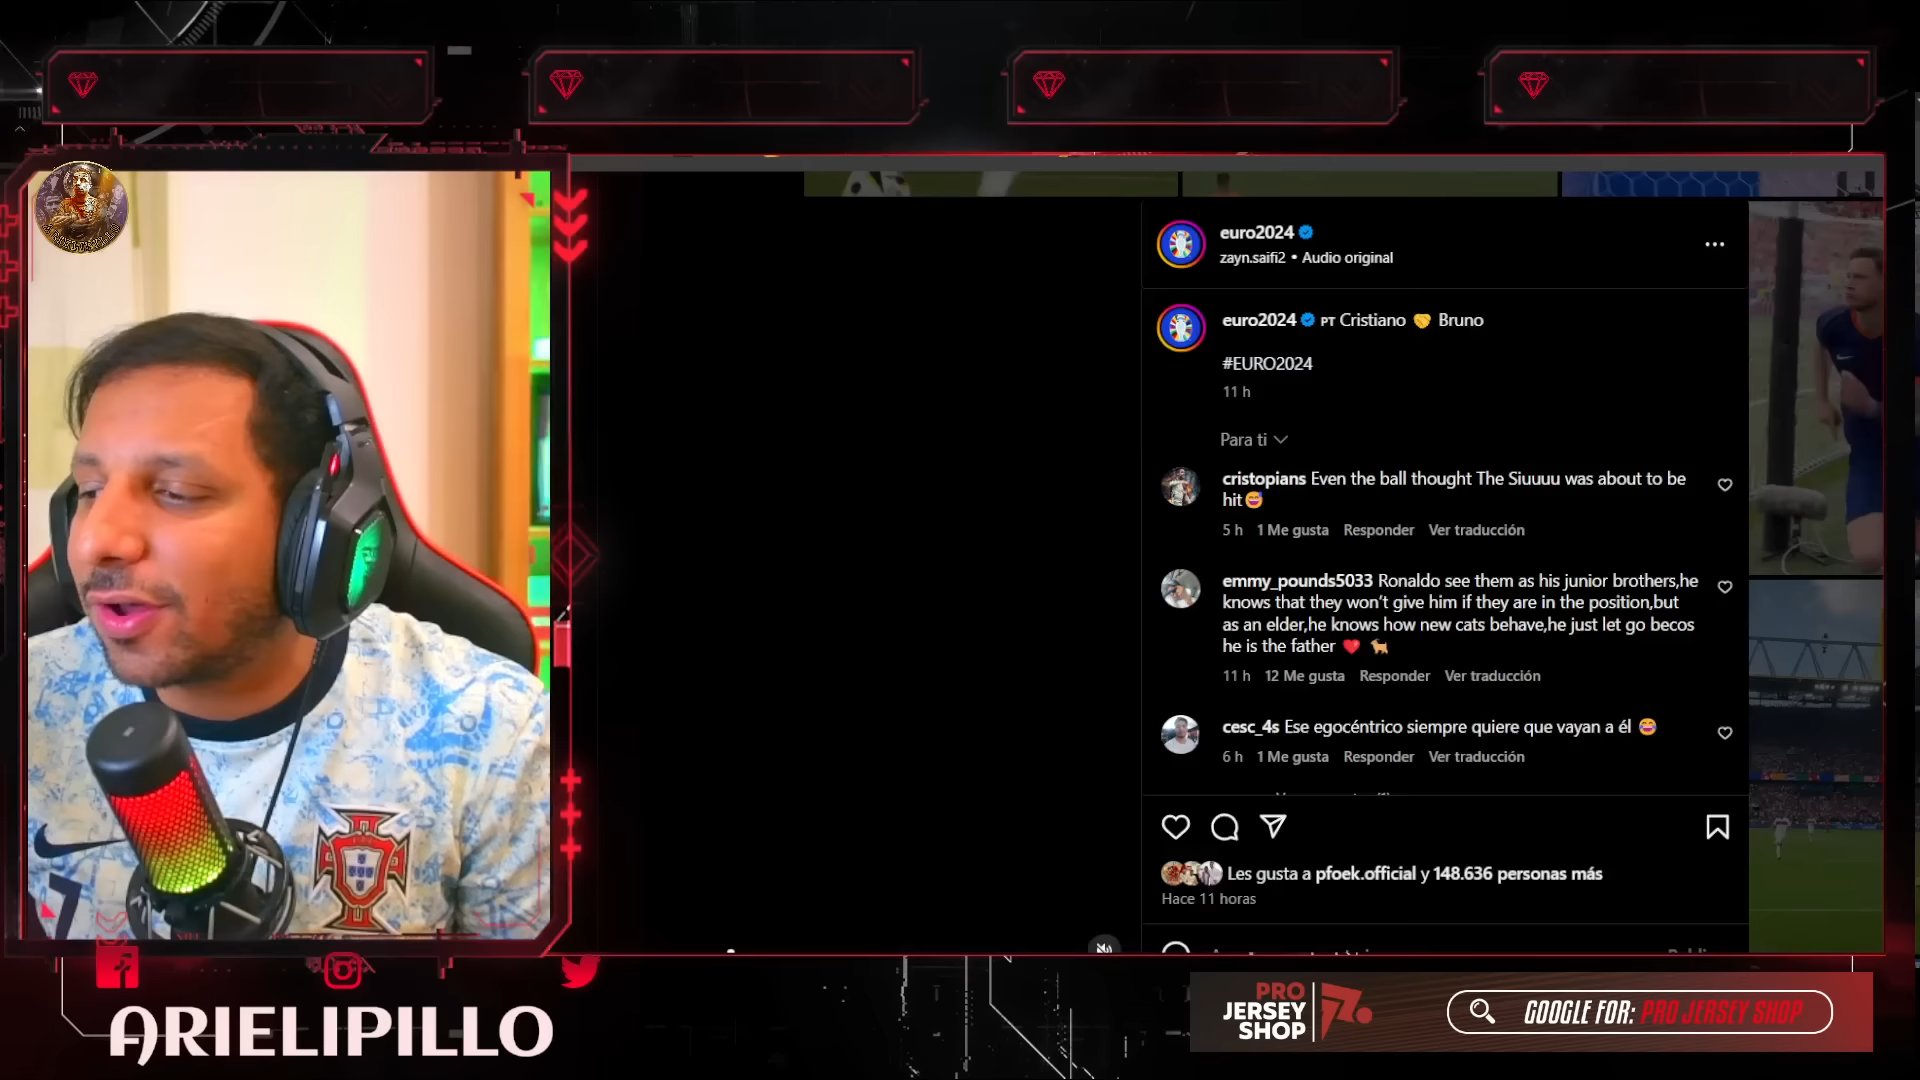 euro2024
zayn.saifi2 • Audio original
euro2024 PT Cristiano 🤝 Bruno
#EURO2024
11 h
Para ti
cristopians Even the ball thought The Siuuuu was about to be
hit😅
5 h 1 Me gusta Responder Ver traducción
emmy_pounds5033 Ronaldo see them as his junior brothers,he
knows that they won't give him if they are in the position,but
as an elder,he knows how new cats behave,he just let go becos
he is the father ❤️ 🐐
11 h 12 Me gusta Responder Ver traducción
cesc_4s Ese egocéntrico siempre quiere que vayan a él 😂
6 h 1 Me gusta Responder Ver traducción
Les gusta a pfoek.official y 148.636 personas más
Hace 11 horas
7
ARIELIPILLO
PRO
JERSEY
SHOP
GOOGLE FOR: PRO JERSEY SHOP